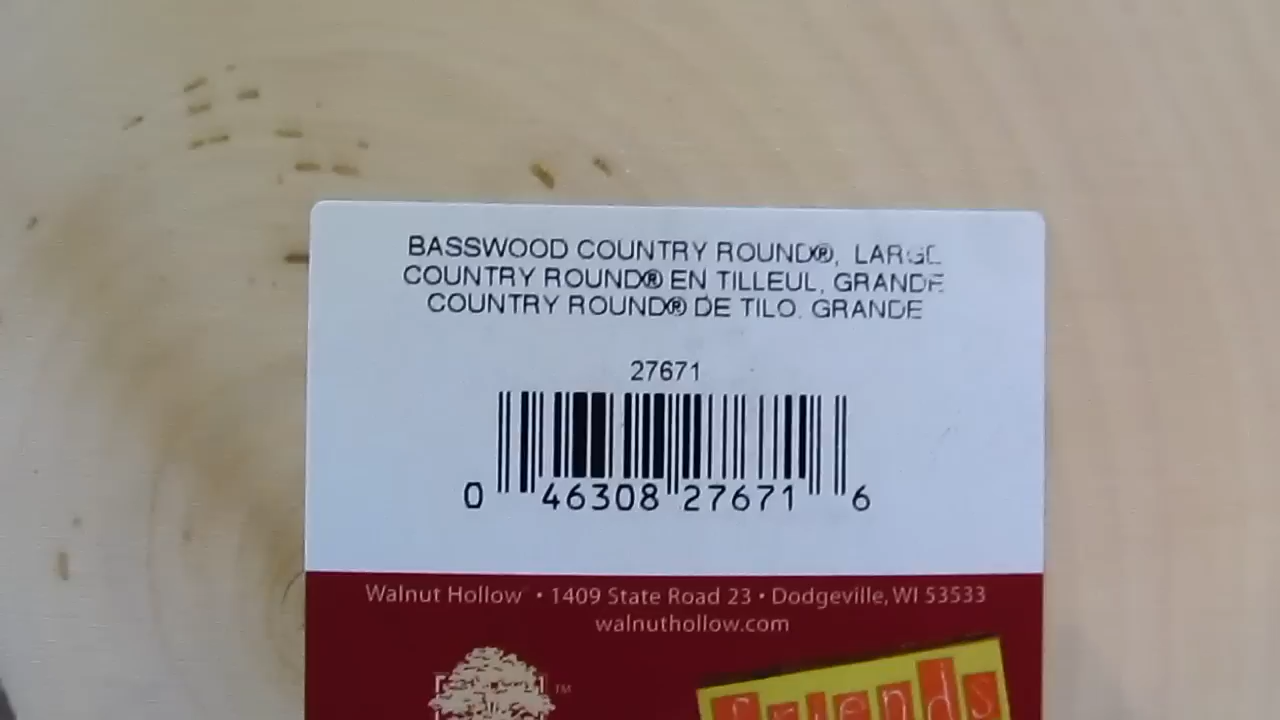 BASSWOOD COUNTRY ROUND®, LARGE
COUNTRY ROUND® EN TILLEUL, GRANDE
COUNTRY ROUND® DE TILO. GRANDE
27671
0 46308 27671 6
Walnut Hollow • 1409 State Road 23 • Dodgeville, WI 53533
walnuthollow.com
TM
Friends